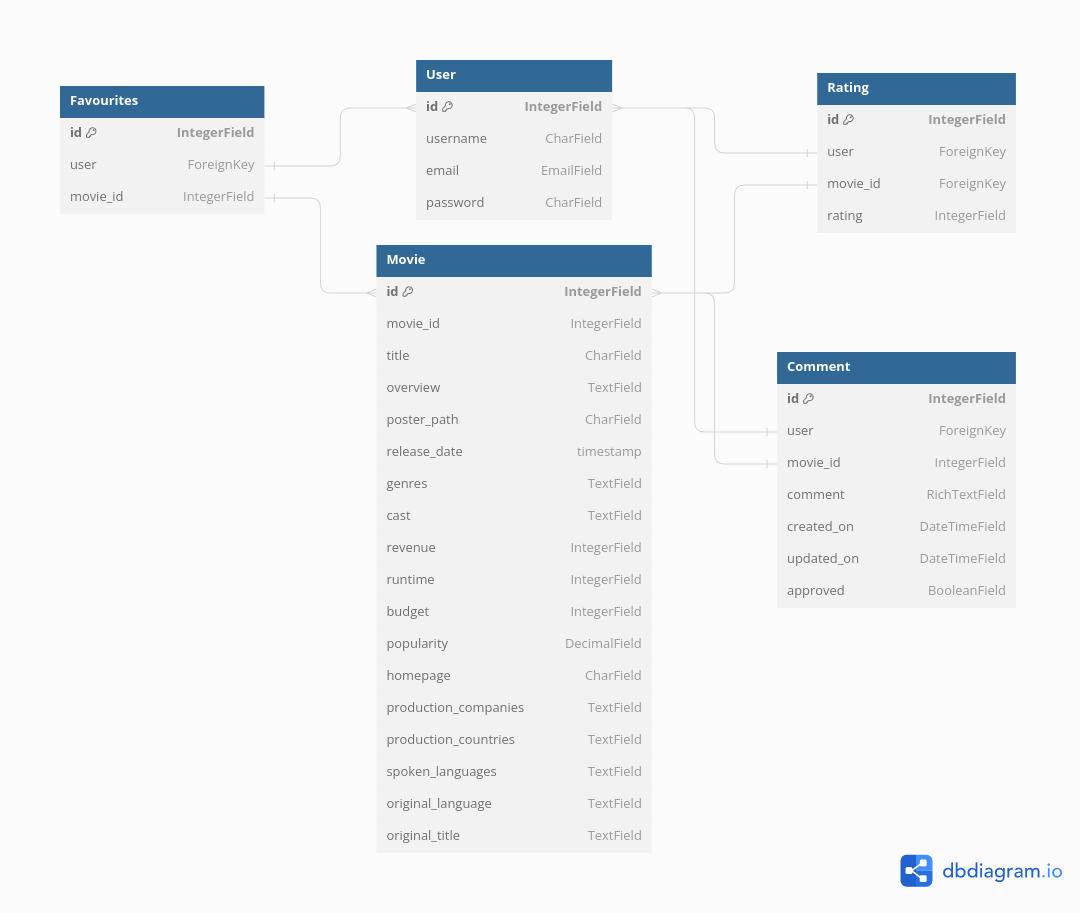 Favourites
id IntegerField
user ForeignKey
movie_id IntegerField
User
id IntegerField
username CharField
email EmailField
password CharField
Rating
id IntegerField
user ForeignKey
movie_id ForeignKey
rating IntegerField
Movie
id IntegerField
movie_id IntegerField
title CharField
overview TextField
poster_path CharField
release_date timestamp
genres TextField
cast TextField
revenue IntegerField
runtime IntegerField
budget IntegerField
popularity DecimalField
homepage CharField
production_companies TextField
production_countries TextField
spoken_languages TextField
original_language TextField
original_title TextField
Comment
id IntegerField
user ForeignKey
movie_id IntegerField
comment RichTextField
created_on DateTimeField
updated_on DateTimeField
approved BooleanField
dbdiagram.io